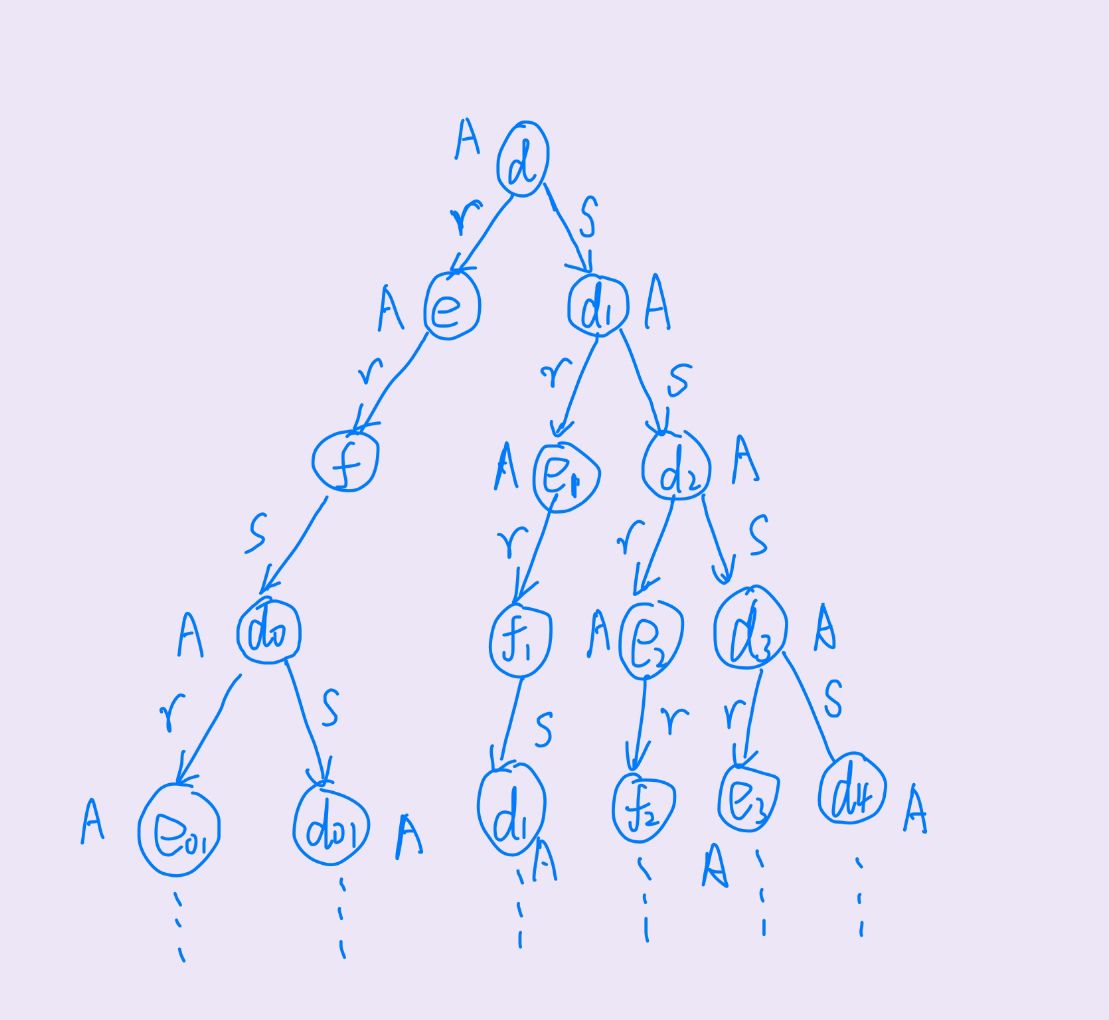 A d
r s
A e d1 A
r r s
f A e1 d2 A
s r r s
A d0 f1 A e2 d3 A
r s s r r s
A e01 d01 A d1 A f2 A e3 d4 A